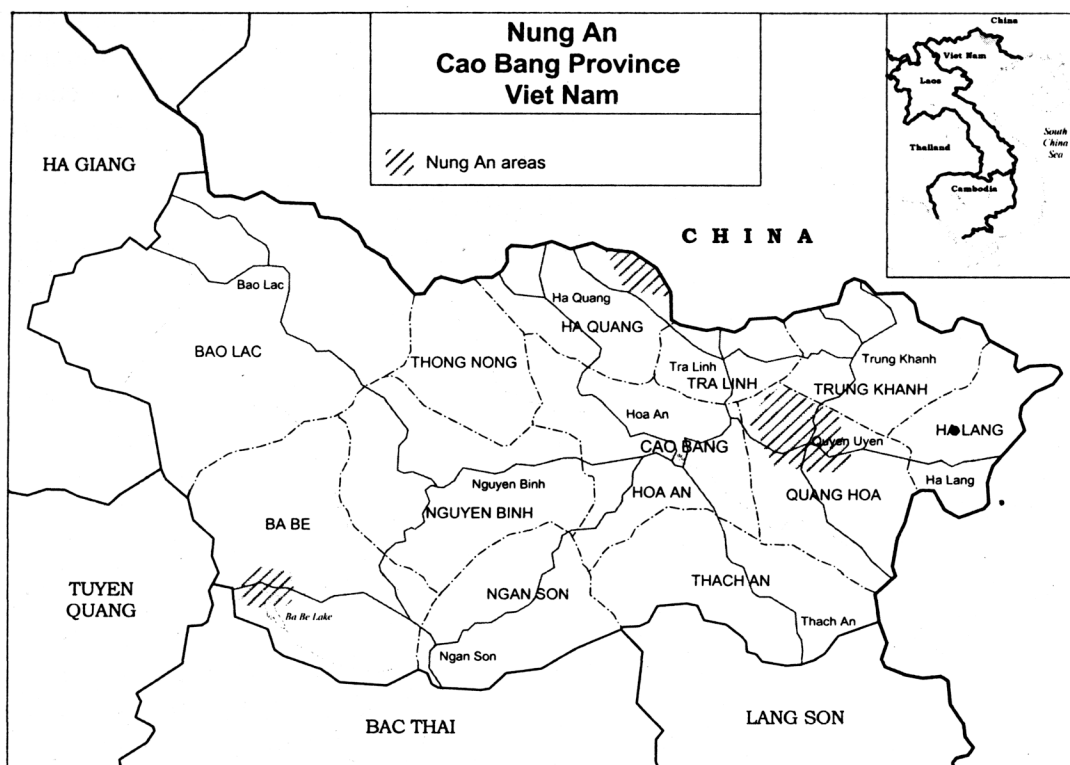 Nung An
Cao Bang Province
Viet Nam
Nung An areas
China
Viet Nam
Laos
Thailand
South
China
Sea
Cambodia
HA GIANG
CHINA
Bao Lac
Ha Quang
HA QUANG
BAO LAC
THONG NONG
Tra Linh
TRA LINH
Trung Khanh
TRUNG KHANH
Hoa An
CAO BANG
Quyen Uyen
HA LANG
Nguyen Binh
NGUYEN BINH
HOA AN
QUANG HOA
Ha Lang
BA BE
TUYEN
QUANG
Ba Be Lake
NGAN SON
THACH AN
Thach An
Ngan Son
BAC THAI
LANG SON